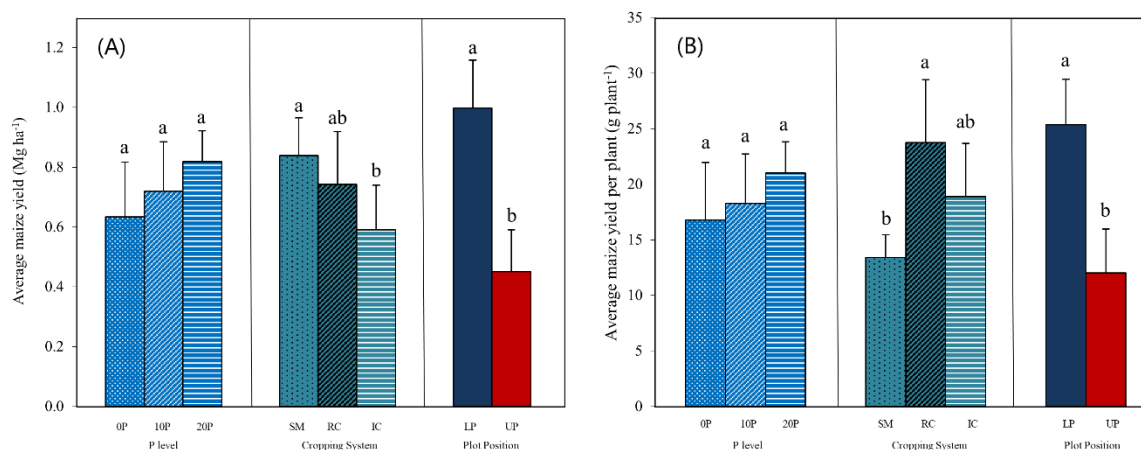 (A)
Average maize yield (Mg ha⁻¹)
1.2
1.0
0.8
0.6
0.4
0.2
0.0
a
a
a
a
ab
b
a
b
0P 10P 20P SM RC IC LP UP
P level Cropping System Plot Position
(B)
Average maize yield per plant (g plant⁻¹)
35
30
25
20
15
10
5
0
a
a
a
b
a
ab
a
b
0P 10P 20P SM RC IC LP UP
P level Cropping System Plot Position